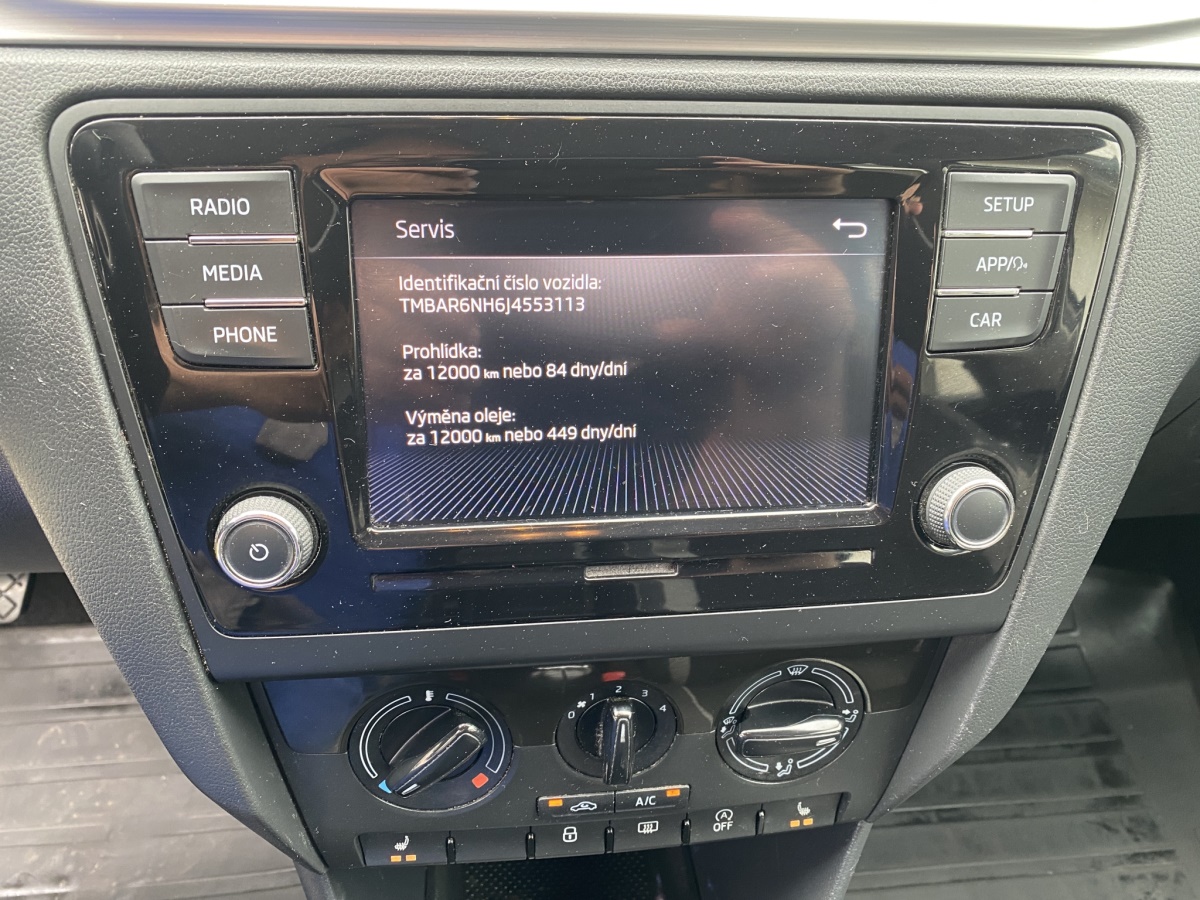 RADIO
MEDIA
PHONE
Servis
Identifikační číslo vozidla:
TMBAR6NH6J4553113
Prohlídka:
za 12000 km nebo 84 dny/dní
Výměna oleje:
za 12000 km nebo 449 dny/dní
SETUP
APP/
CAR
0 1 2 3 4
A/C
A
OFF